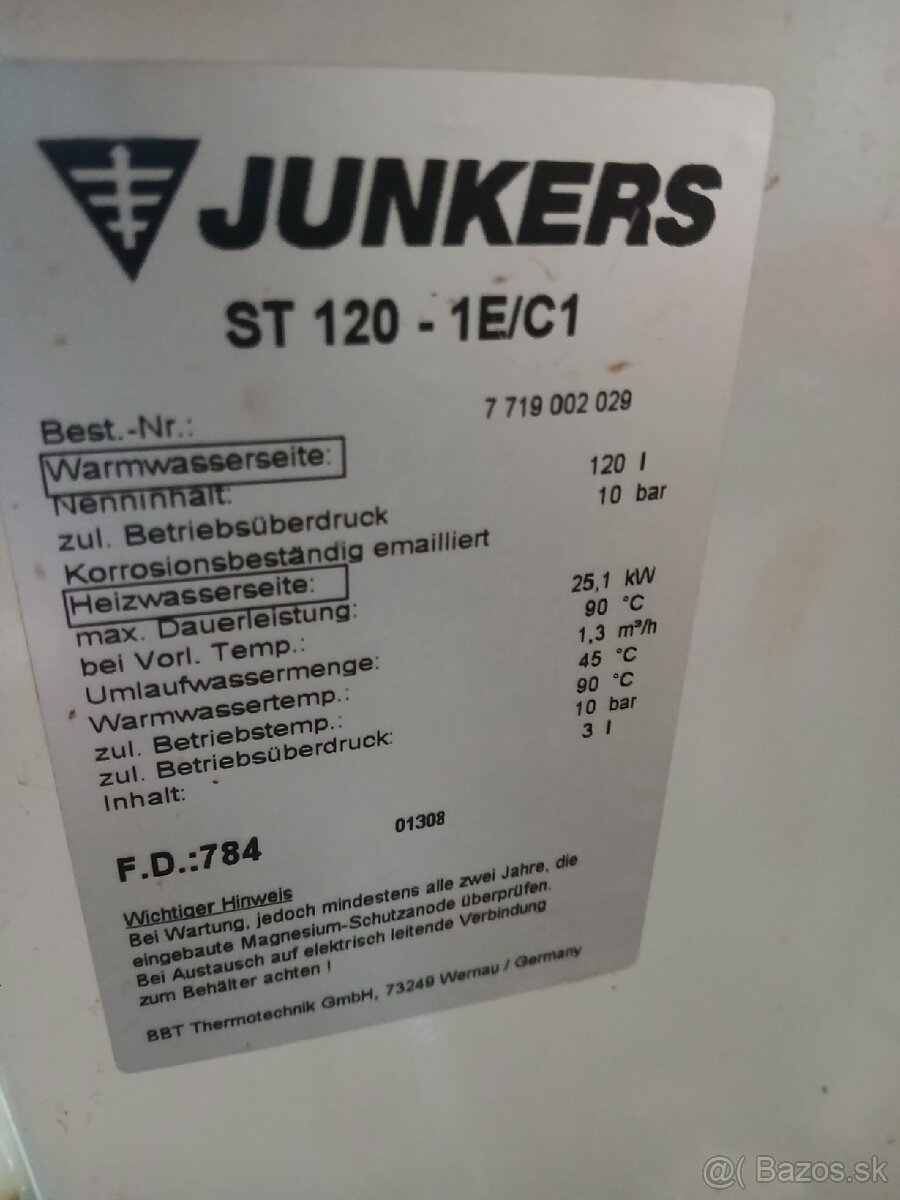 JUNKERS
ST 120 - 1E/C1
Best.-Nr.: 7 719 002 029
Warmwasserseite:
Nenninhalt: 120 l
zul. Betriebsüberdruck 10 bar
Korrosionsbeständig emailliert
Heizwasserseite:
max. Dauerleistung: 25,1 kW
bei Vorl. Temp.: 90 °C
Umlaufwassermenge: 1,3 m³/h
Warmwassertemp.: 45 °C
zul. Betriebstemp.: 90 °C
zul. Betriebsüberdruck: 10 bar
Inhalt: 3 l
F.D.:784 01308
Wichtiger Hinweis
Bei Wartung, jedoch mindestens alle zwei Jahre, die
eingebaute Magnesium-Schutzanode überprüfen.
Bei Austausch auf elektrisch leitende Verbindung
zum Behälter achten !
BBT Thermotechnik GmbH, 73249 Wernau / Germany
@( Bazos.sk